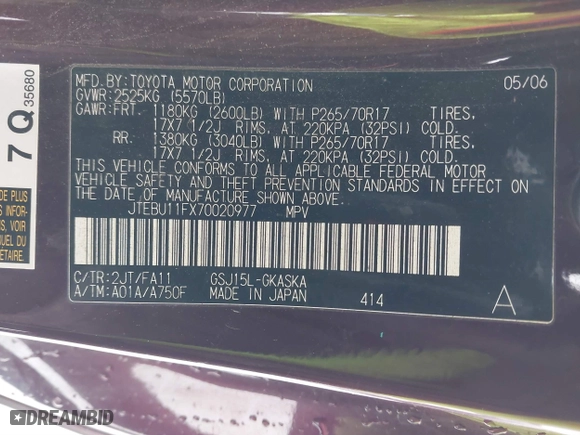 MFD.BY:TOYOTA MOTOR CORPORATION 05/06
GVWR:2525KG (5570LB)
GAWR:FRT. 1180KG (2600LB) WITH P265/70R17 TIRES,
17X7 1/2J RIMS, AT 220KPA (32PSI) COLD.
RR. 1380KG (3040LB) WITH P265/70R17 TIRES,
17X7 1/2J RIMS, AT 220KPA (32PSI) COLD.
THIS VEHICLE CONFORMS TO ALL APPLICABLE FEDERAL MOTOR
VEHICLE SAFETY AND THEFT PREVENTION STANDARDS IN EFFECT ON
THE DATE OF MANUFACTURE SHOWN ABOVE.
JTEBU11FX70020977 MPV
C/TR:2JT/FA11 GSJ15L-GKASKA
A/TM:A01A/A750F MADE IN JAPAN 414 A
7Q 35680
DE PLUS
NUEL DU
DREAMBID